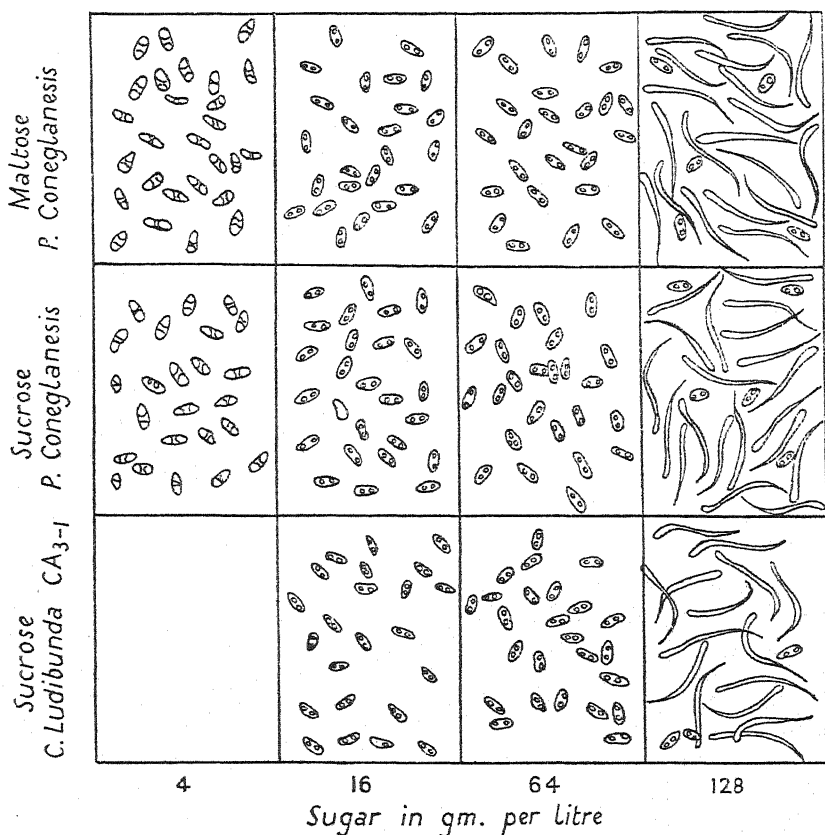 Maltose
P. Coneglanesis
Sucrose
P. Coneglanesis
Sucrose
C. Ludibunda CA3-1
4 16 64 128
Sugar in gm. per litre